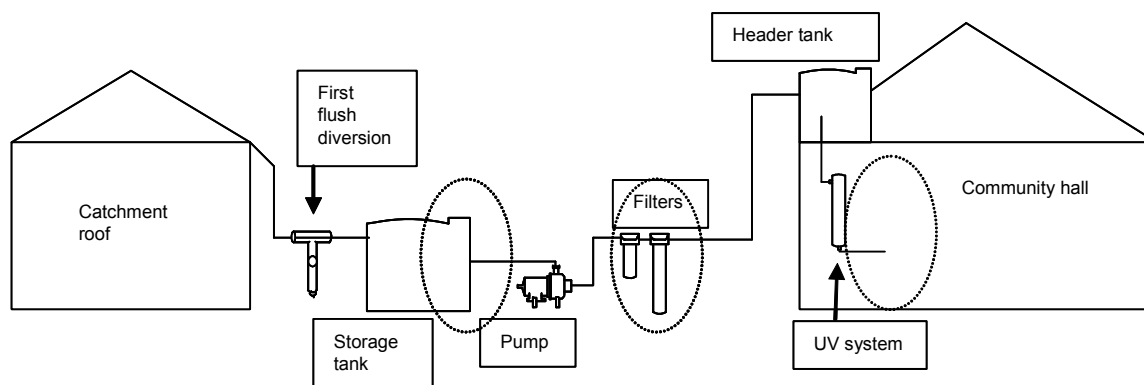 Header tank
First
flush
diversion
Catchment
roof
Filters
Community hall
Storage
tank
Pump
UV system